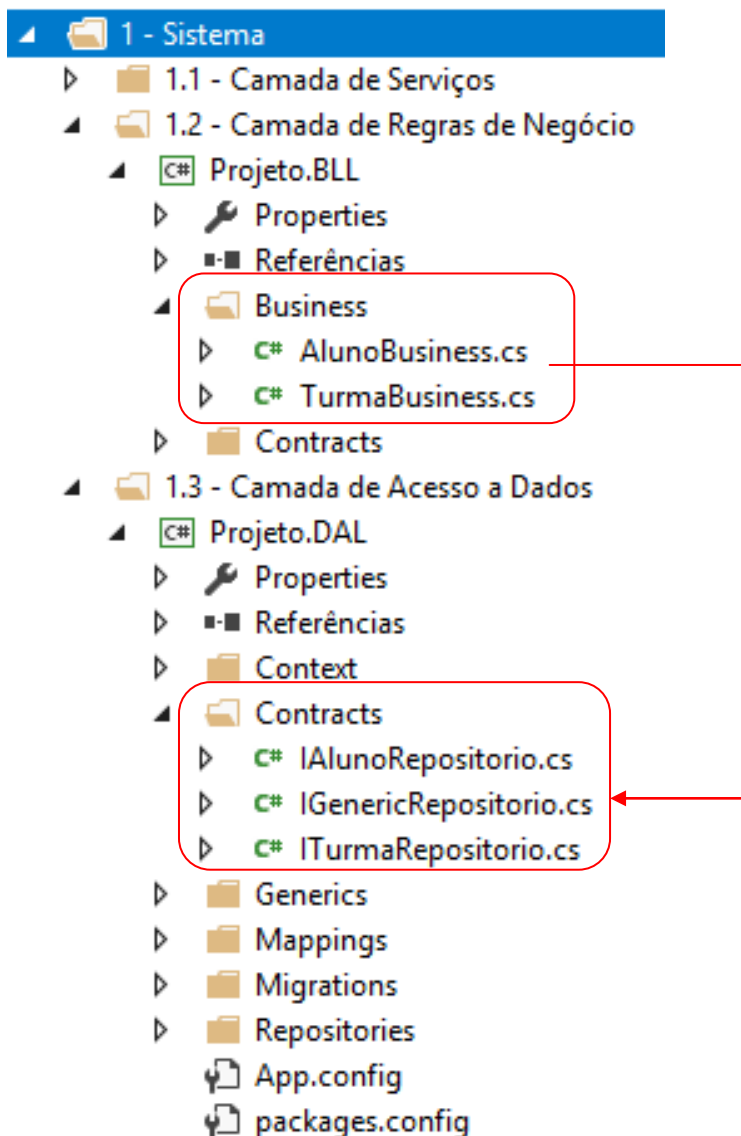 1 - Sistema
1.1 - Camada de Serviços
1.2 - Camada de Regras de Negócio
C# Projeto.BLL
Properties
Referências
Business
C# AlunoBusiness.cs
C# TurmaBusiness.cs
Contracts
1.3 - Camada de Acesso a Dados
C# Projeto.DAL
Properties
Referências
Context
Contracts
C# IAlunoRepositorio.cs
C# IGenericRepositorio.cs
C# ITurmaRepositorio.cs
Generics
Mappings
Migrations
Repositories
App.config
packages.config